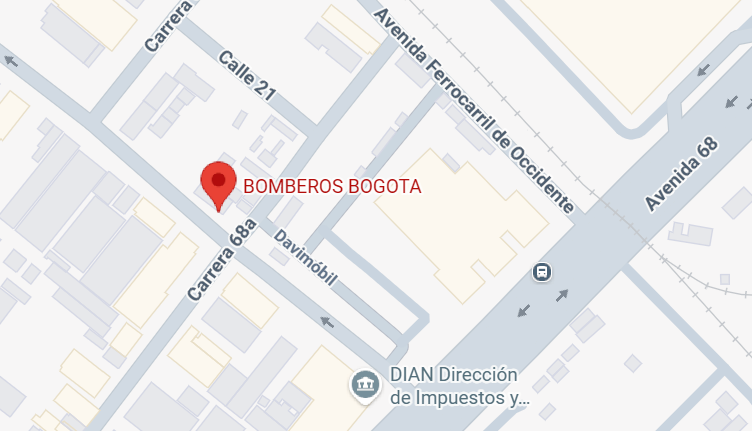 Carrera
Avenida Ferrocarril de Occidente
Calle 21
Avenida 68
BOMBEROS BOGOTA
Carrera 68a
Davimóbil
DIAN Dirección
de Impuestos y...